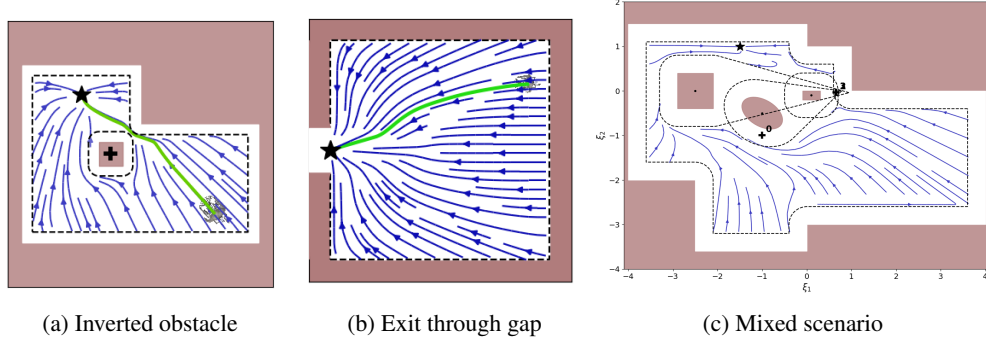 2
1
0
−1
−2
−3
−4
ξ2
0
−4 −3 −2 −1 0 1 2 3 4
ξ1
(a) Inverted obstacle
(b) Exit through gap
(c) Mixed scenario